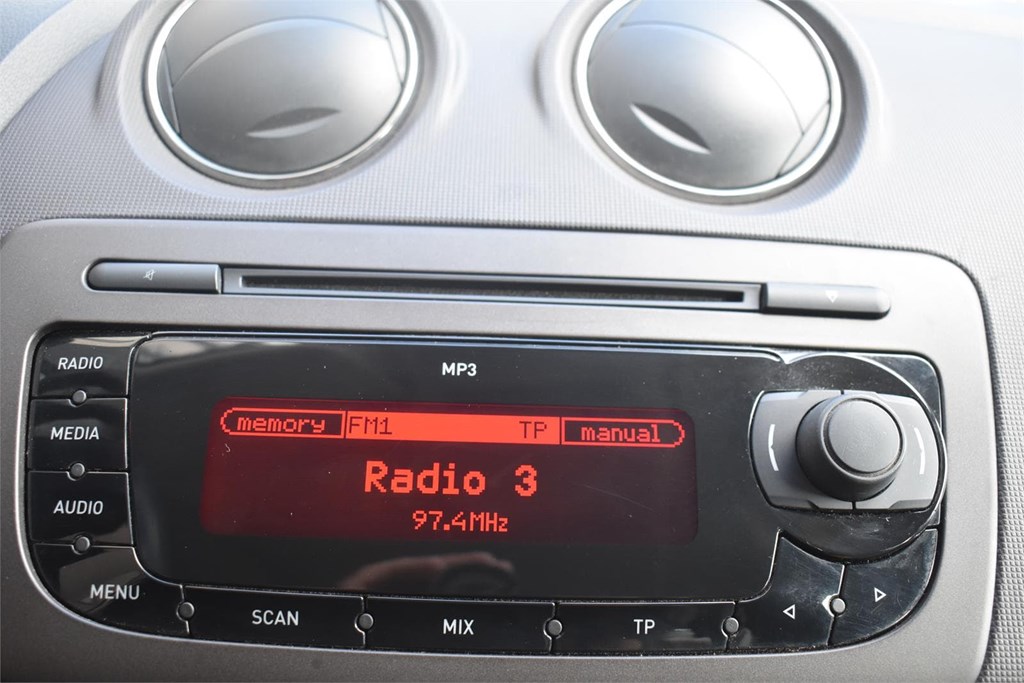 RADIO
MP3
memory FM1 TP manual
MEDIA
Radio 3
AUDIO
97.4MHz
MENU
SCAN
MIX
TP